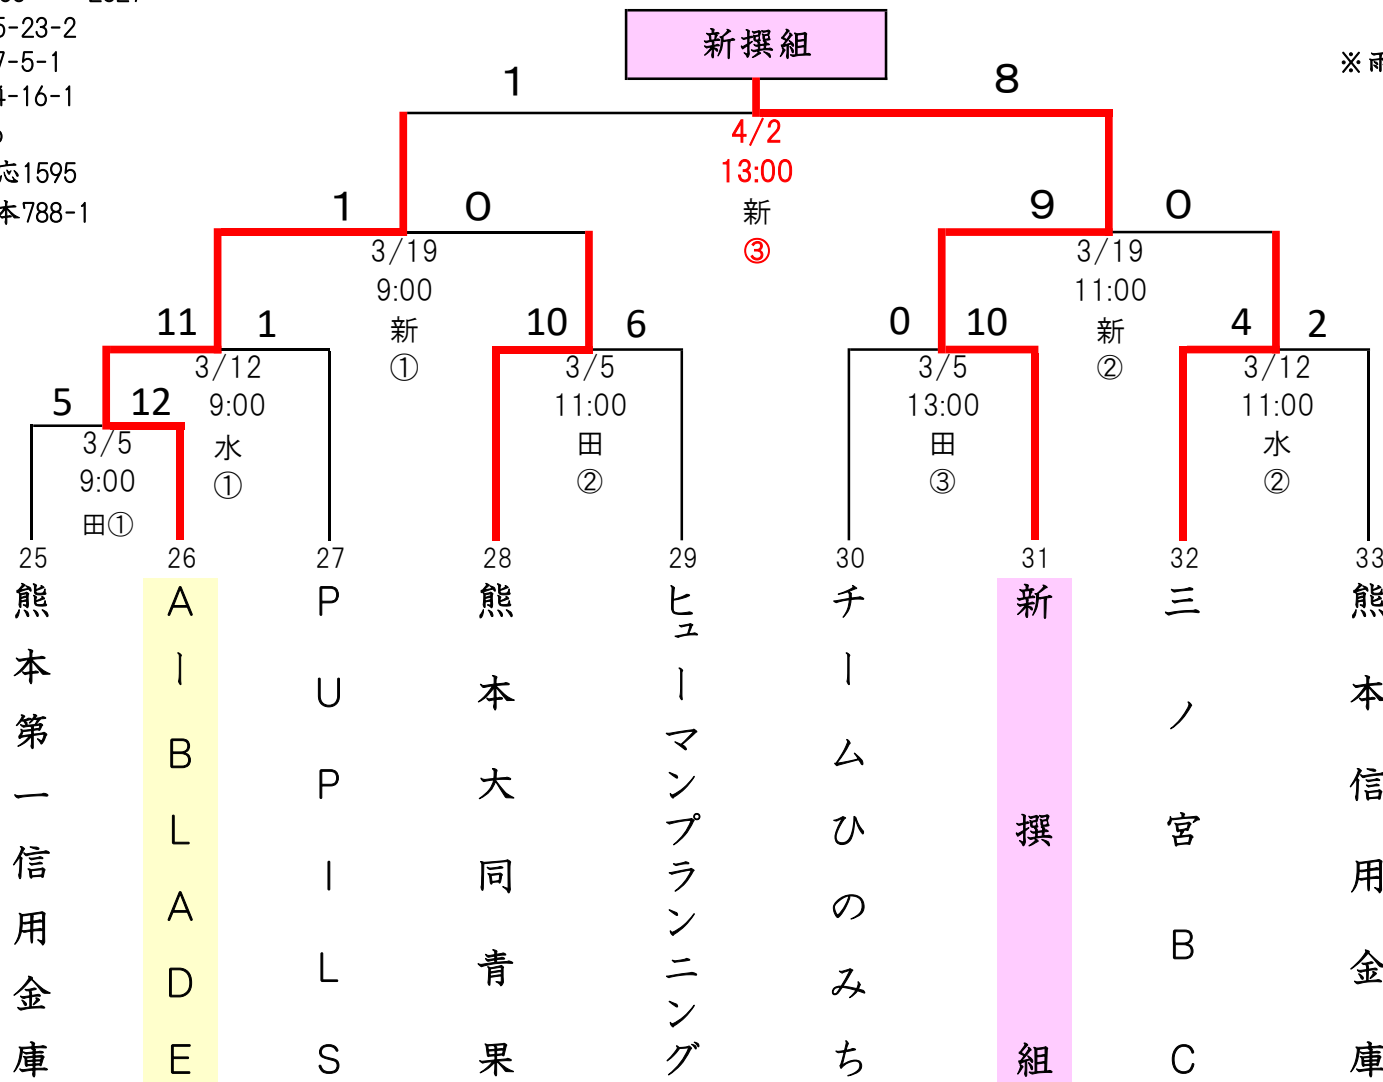 5-23-2
7-5-1
4-16-1
応1595
本788-1
新撰組
※雨
1
8
4/2
13:00
新
③
1
0
3/19
9:00
新
①
9
0
3/19
11:00
新
②
11
1
3/12
9:00
水
①
10
6
3/5
11:00
田
②
0
10
3/5
13:00
田
③
4
2
3/12
11:00
水
②
5
12
3/5
9:00
田①
25
26
27
28
29
30
31
32
33
熊本第一信用金庫
AーBLADE
PUPILS
熊本大同青果
ヒューマンプランニング
チームひのみち
新撰組
三ノ宮BC
熊本信用金庫